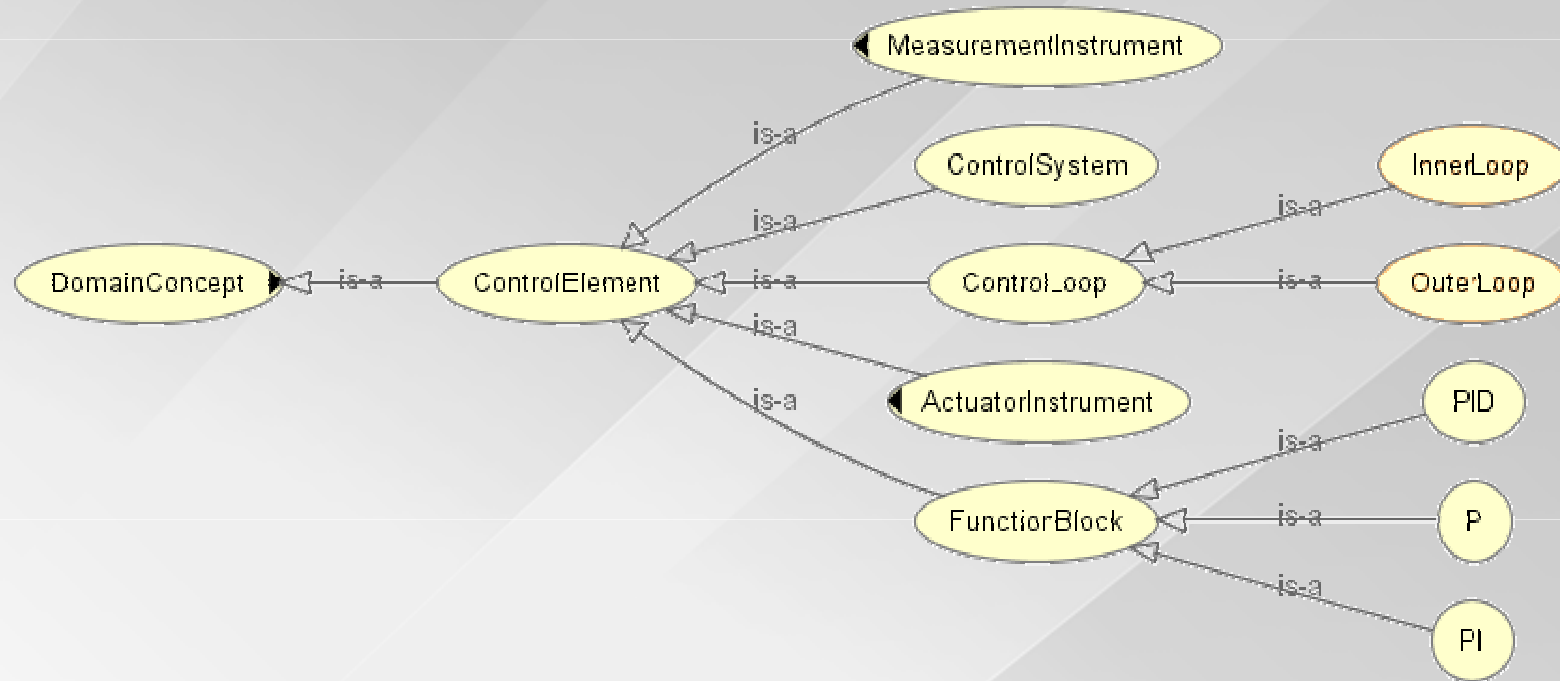 MeasurementInstrument
is-a
ControlSystem
InnerLoop
is-a
is-a
DomainConcept
is-a
ControlElement
is-a
ControlLoop
is-a
OuterLoop
is-a
ActuatorInstrument
PID
is-a
is-a
FunctionBlock
is-a
P
is-a
PI